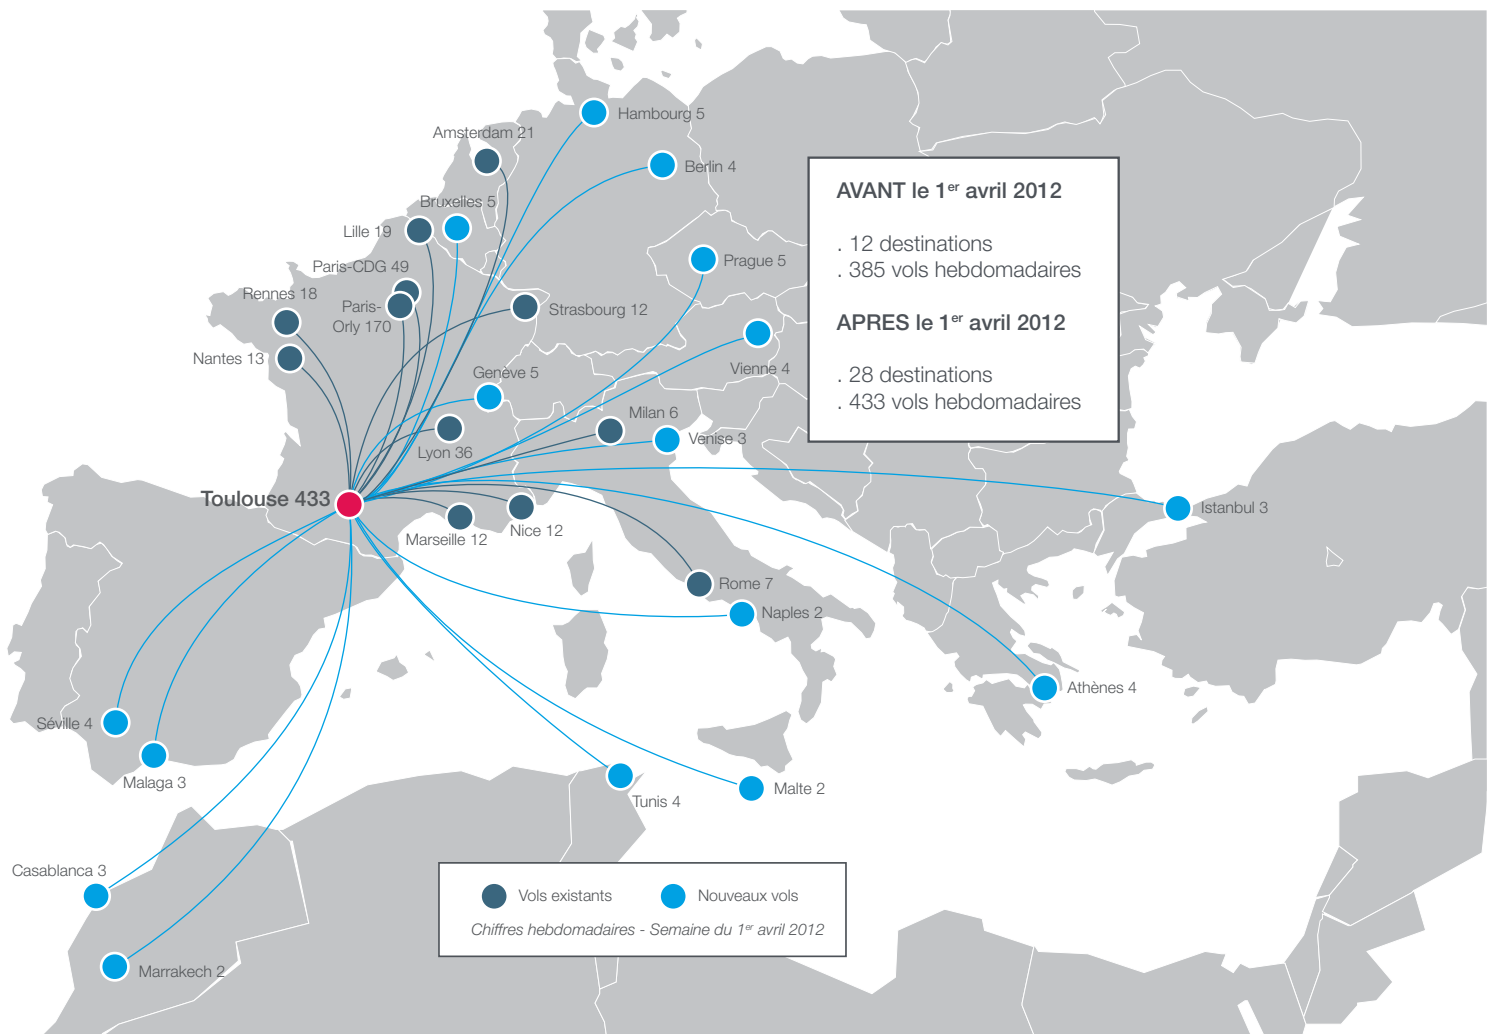 Hambourg 5
Amsterdam 21
Berlin 4
AVANT le 1er avril 2012
. 12 destinations
. 385 vols hebdomadaires
APRES le 1er avril 2012
. 28 destinations
. 433 vols hebdomadaires
Bruxelles 5
Lille 19
Paris-CDG 49
Prague 5
Rennes 18
Paris-
Orly 170
Strasbourg 12
Nantes 13
Vienne 4
Genève 5
Milan 6
Venise 3
Lyon 36
Toulouse 433
Istanbul 3
Nice 12
Marseille 12
Rome 7
Naples 2
Athènes 4
Séville 4
Malaga 3
Tunis 4
Malte 2
Casablanca 3
Marrakech 2
Vols existants
Nouveaux vols
Chiffres hebdomadaires - Semaine du 1er avril 2012